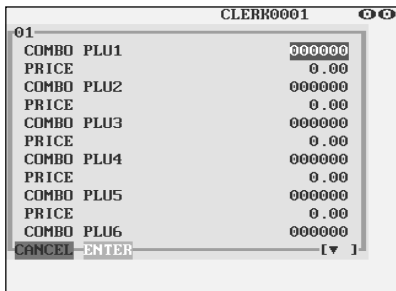 CLERK0001
01
COMBO PLU1 000000
PRICE 0.00
COMBO PLU2 000000
PRICE 0.00
COMBO PLU3 000000
PRICE 0.00
COMBO PLU4 000000
PRICE 0.00
COMBO PLU5 000000
PRICE 0.00
COMBO PLU6 000000
CANCEL ENTER [▼ ]